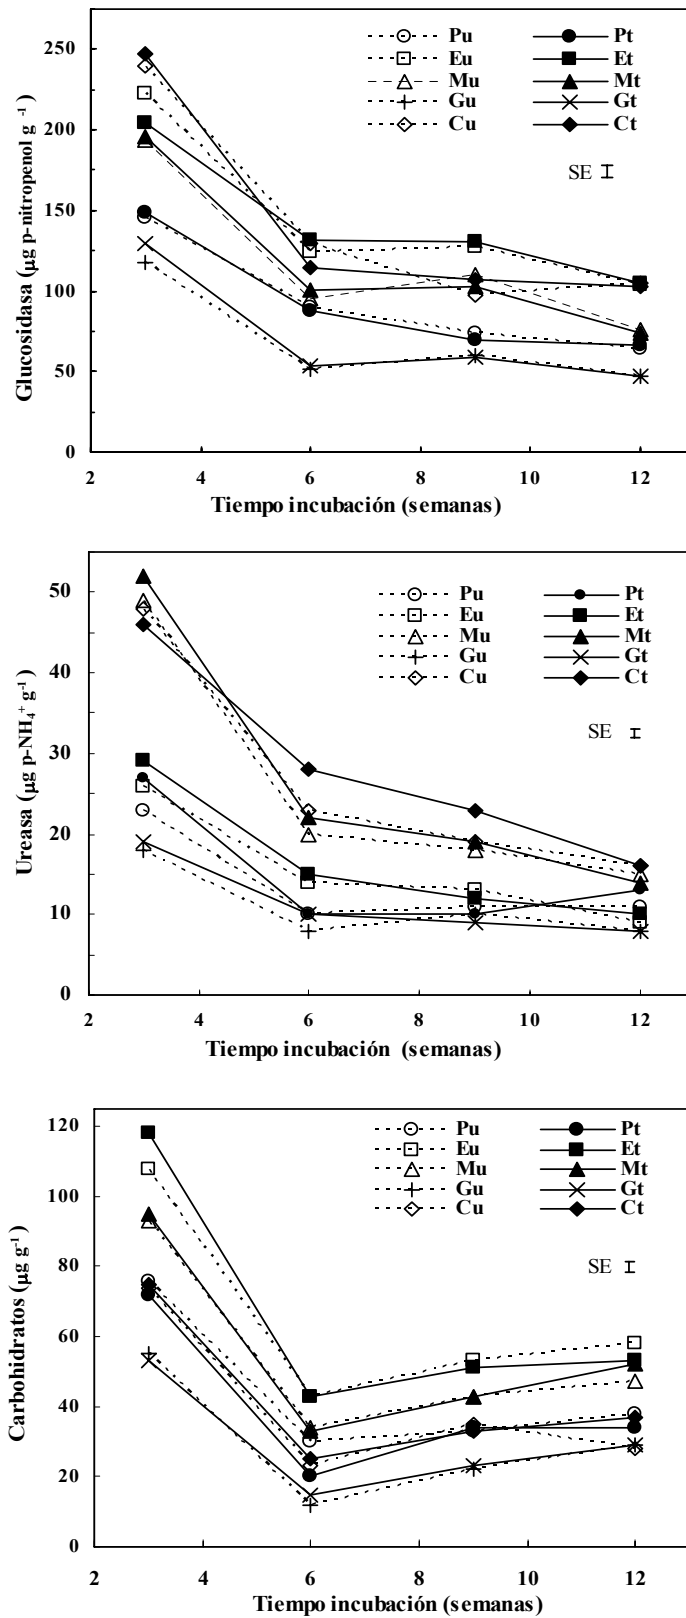 Glucosidasa (µg p-nitropenol g⁻¹)
250
200
150
100
50
0
Pu Pt
Eu Et
Mu Mt
Gu Gt
Cu Ct
SE
2 4 6 8 10 12
Tiempo incubación (semanas)
Ureasa (µg p-NH₄⁺ g⁻¹)
50
40
30
20
10
0
Pu Pt
Eu Et
Mu Mt
Gu Gt
Cu Ct
SE
2 4 6 8 10 12
Tiempo incubación (semanas)
Carbohidratos (µg g⁻¹)
120
100
80
60
40
20
0
Pu Pt
Eu Et
Mu Mt
Gu Gt
Cu Ct
SE
2 4 6 8 10 12
Tiempo incubación (semanas)